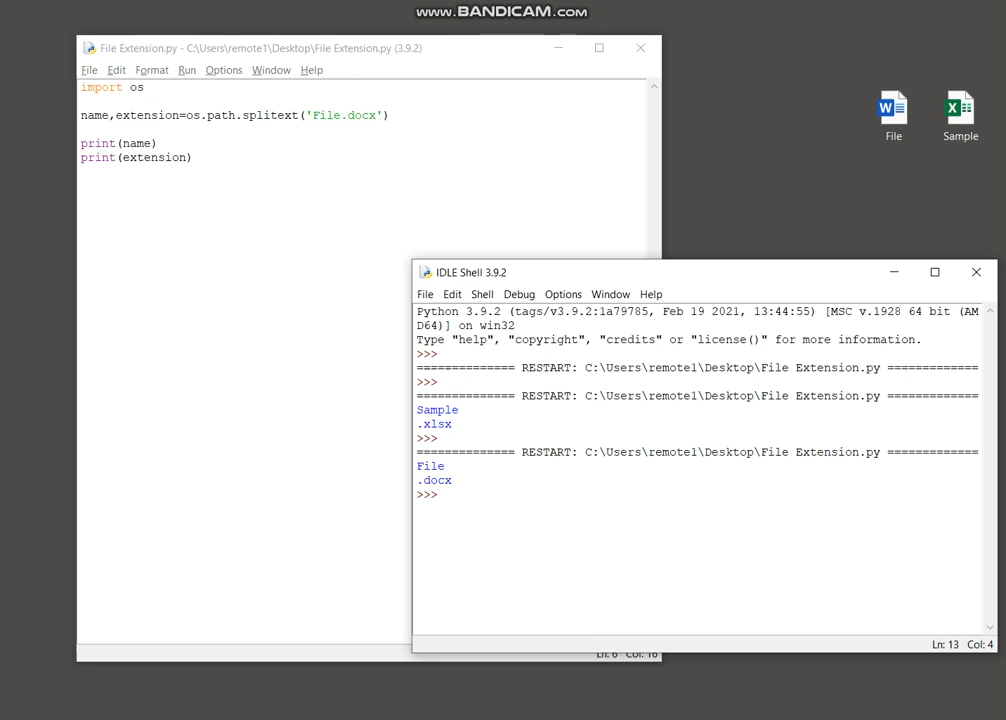 www.BANDICAM.com
File Extension.py - C:\Users\remote1\Desktop\File Extension.py (3.9.2)
File Edit Format Run Options Window Help
import os
name,extension=os.path.splitext('File.docx')
print(name)
print(extension)
File
Sample
IDLE Shell 3.9.2
File Edit Shell Debug Options Window Help
Python 3.9.2 (tags/v3.9.2:1a79785, Feb 19 2021, 13:44:55) [MSC v.1928 64 bit (AM
D64)] on win32
Type "help", "copyright", "credits" or "license()" for more information.
>>>
============== RESTART: C:\Users\remote1\Desktop\File Extension.py =============
>>>
============== RESTART: C:\Users\remote1\Desktop\File Extension.py =============
Sample
.xlsx
>>>
============== RESTART: C:\Users\remote1\Desktop\File Extension.py =============
File
.docx
>>>
Ln: 13 Col: 4
Ln: 6 Col: 16